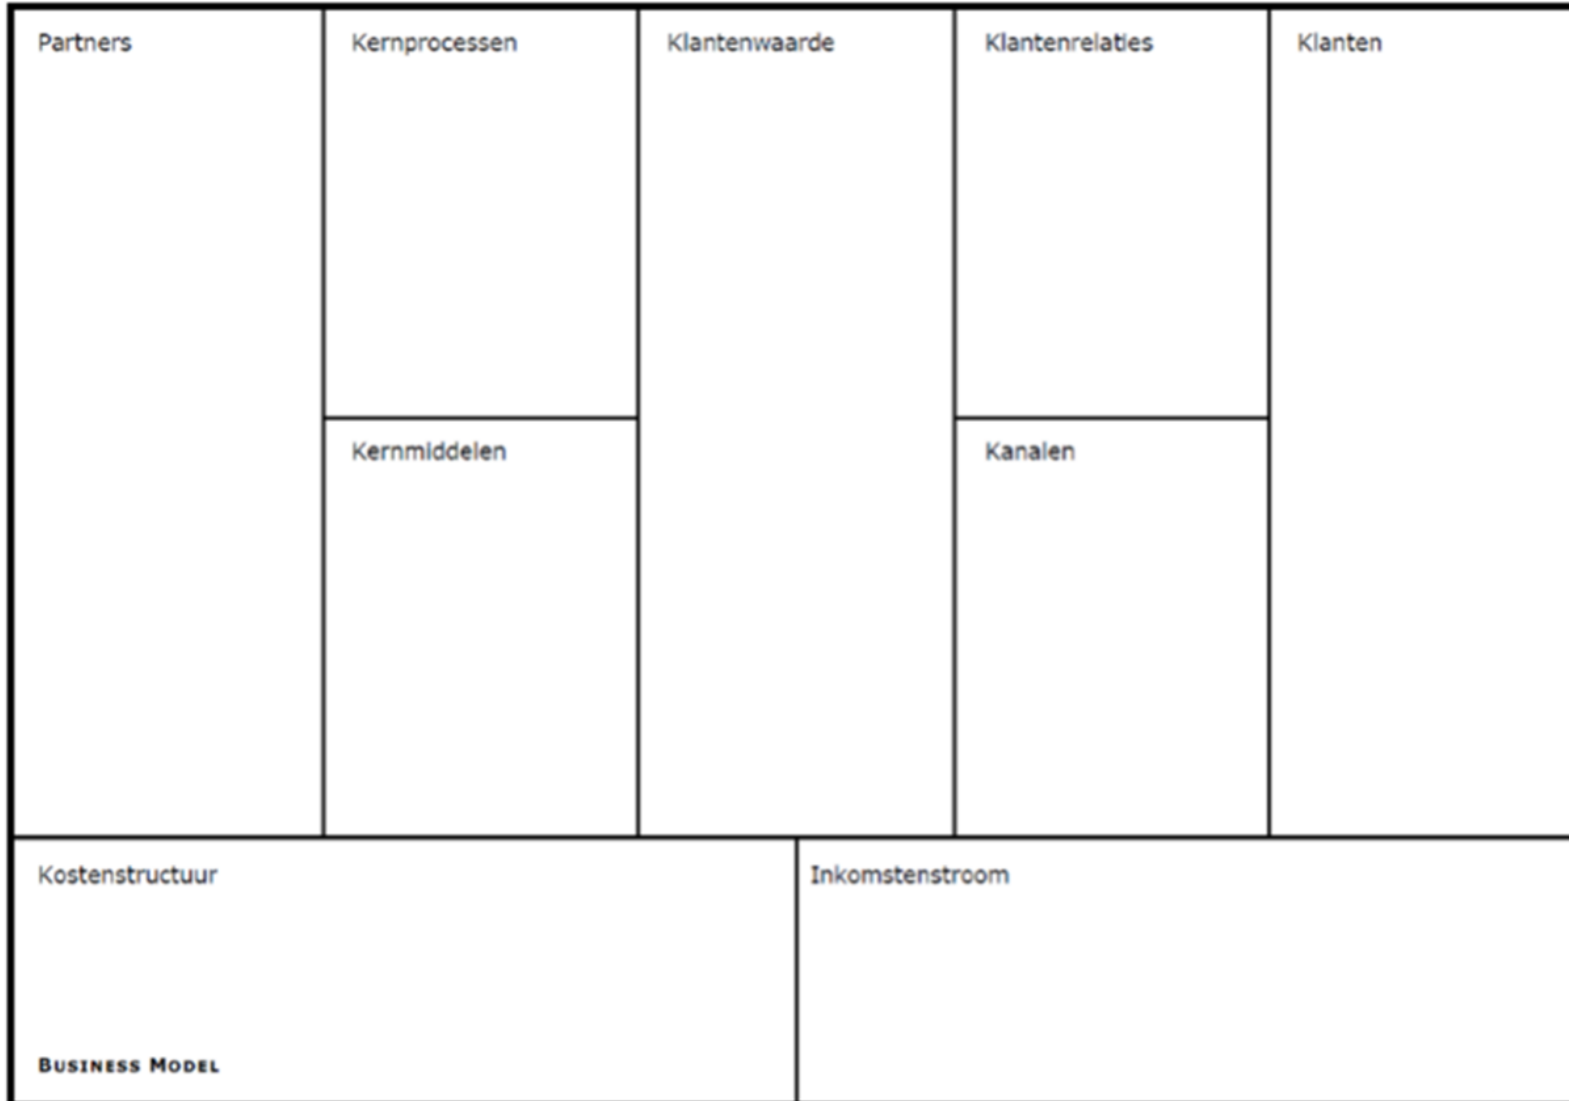 Partners
Kernprocessen
Klantenwaarde
Klantenrelaties
Klanten
Kernmiddelen
Kanalen
Kostenstructuur
Inkomstenstroom
BUSINESS MODEL